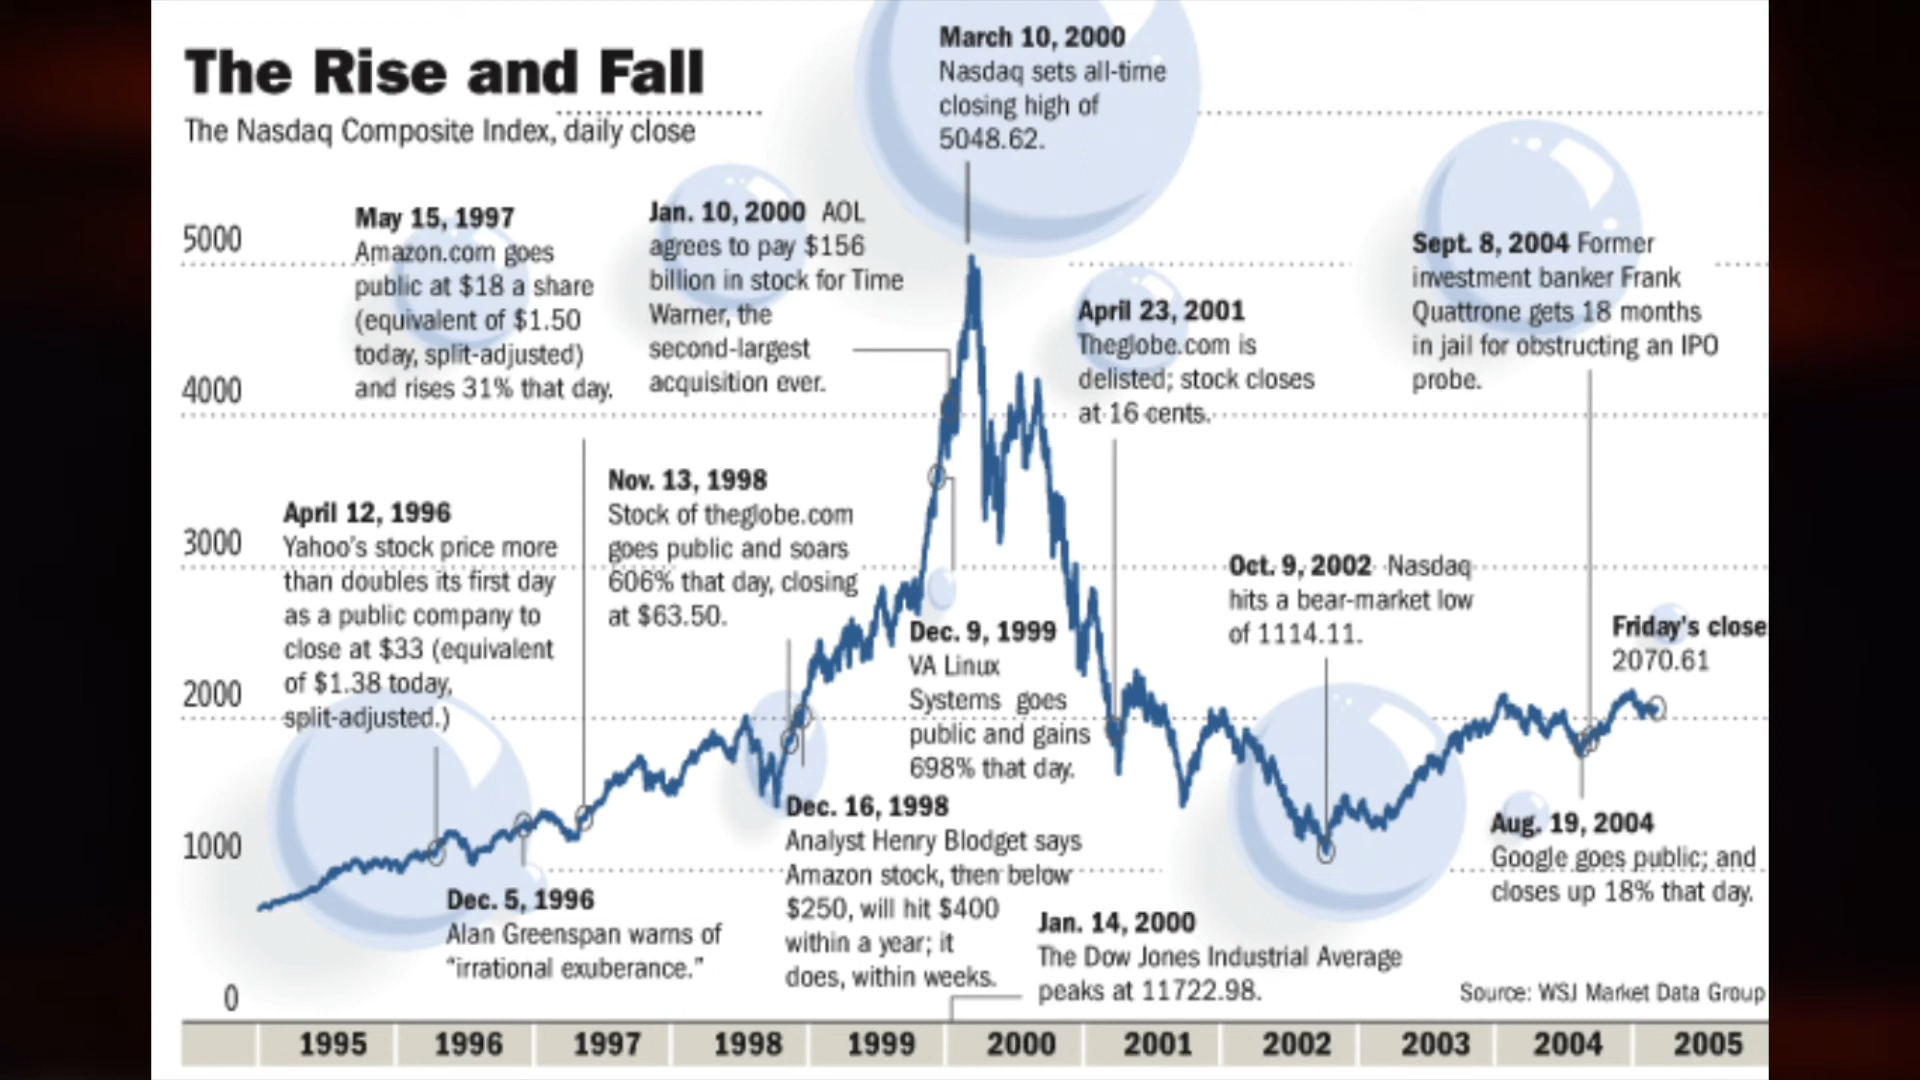 The Rise and Fall
The Nasdaq Composite Index, daily close
March 10, 2000
Nasdaq sets all-time
closing high of
5048.62.
May 15, 1997
Amazon.com goes
public at $18 a share
(equivalent of $1.50
today, split-adjusted)
and rises 31% that day.
Jan. 10, 2000 AOL
agrees to pay $156
billion in stock for Time
Warner, the
second-largest
acquisition ever.
April 23, 2001
Theglobe.com is
delisted; stock closes
at 16 cents.
Sept. 8, 2004 Former
investment banker Frank
Quattrone gets 18 months
in jail for obstructing an IPO
probe.
5000
4000
3000
2000
1000
0
April 12, 1996
Yahoo's stock price more
than doubles its first day
as a public company to
close at $33 (equivalent
of $1.38 today,
split-adjusted.)
Nov. 13, 1998
Stock of theglobe.com
goes public and soars
606% that day, closing
at $63.50.
Dec. 9, 1999
VA Linux
Systems goes
public and gains
698% that day.
Oct. 9, 2002 Nasdaq
hits a bear-market low
of 1114.11.
Friday's close
2070.61
Dec. 5, 1996
Alan Greenspan warns of
"irrational exuberance."
Dec. 16, 1998
Analyst Henry Blodget says
Amazon stock, then below
$250, will hit $400
within a year; it
does, within weeks.
Jan. 14, 2000
The Dow Jones Industrial Average
peaks at 11722.98.
Aug. 19, 2004
Google goes public; and
closes up 18% that day.
Source: WSJ Market Data Group
1995 1996 1997 1998 1999 2000 2001 2002 2003 2004 2005